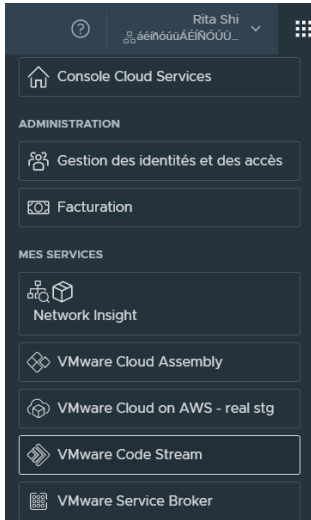 Rita Shi
áéíñóúüÁÉÍÑÓÚÜ...
Console Cloud Services
ADMINISTRATION
Gestion des identités et des accès
Facturation
MES SERVICES
Network Insight
VMware Cloud Assembly
VMware Cloud on AWS - real stg
VMware Code Stream
VMware Service Broker